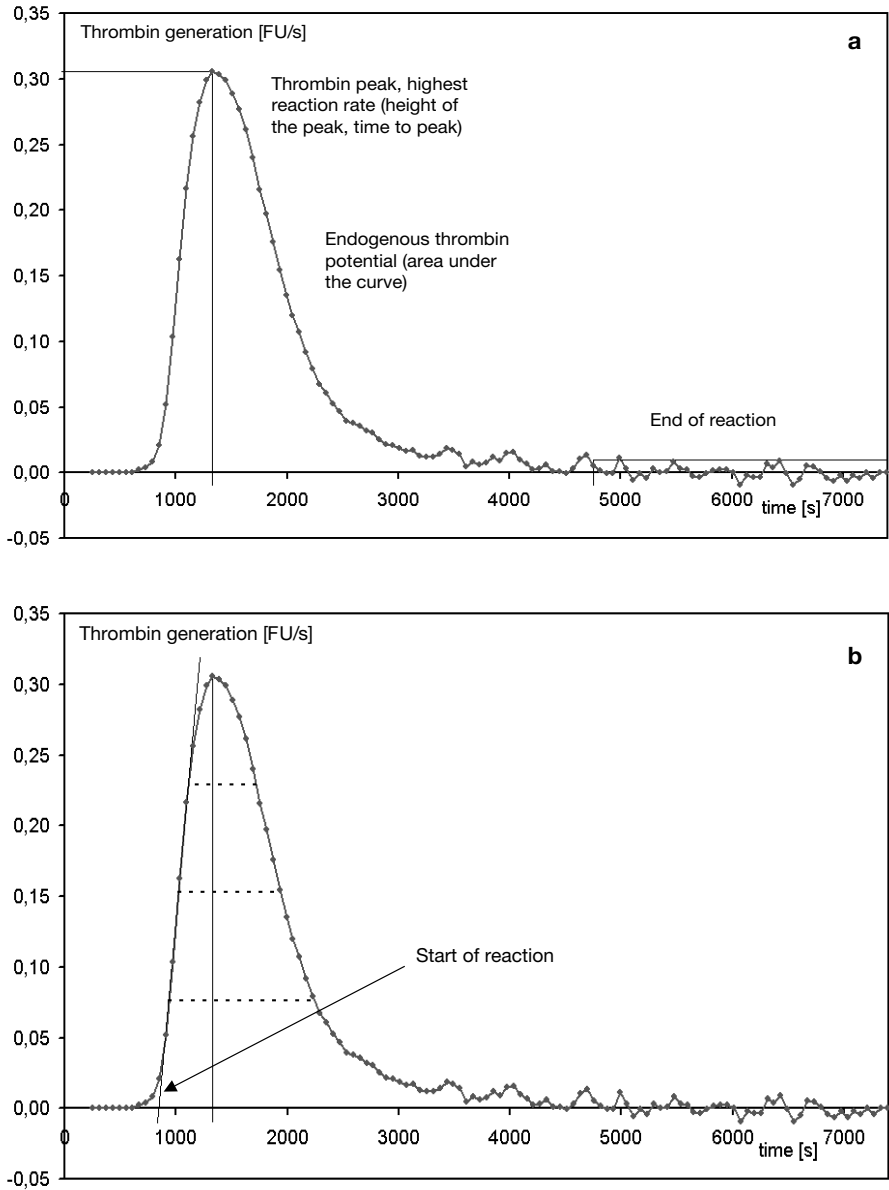 0,35
Thrombin generation [FU/s]
a
0,30
Thrombin peak, highest
reaction rate (height of
the peak, time to peak)
0,25
0,20
Endogenous thrombin
potential (area under
the curve)
0,15
0,10
0,05
End of reaction
0,00
0 1000 2000 3000 4000 5000 6000 7000
time [s]
-0,05
0,35
Thrombin generation [FU/s]
b
0,30
0,25
0,20
0,15
0,10
Start of reaction
0,05
0,00
0 1000 2000 3000 4000 5000 6000 7000
time [s]
-0,05